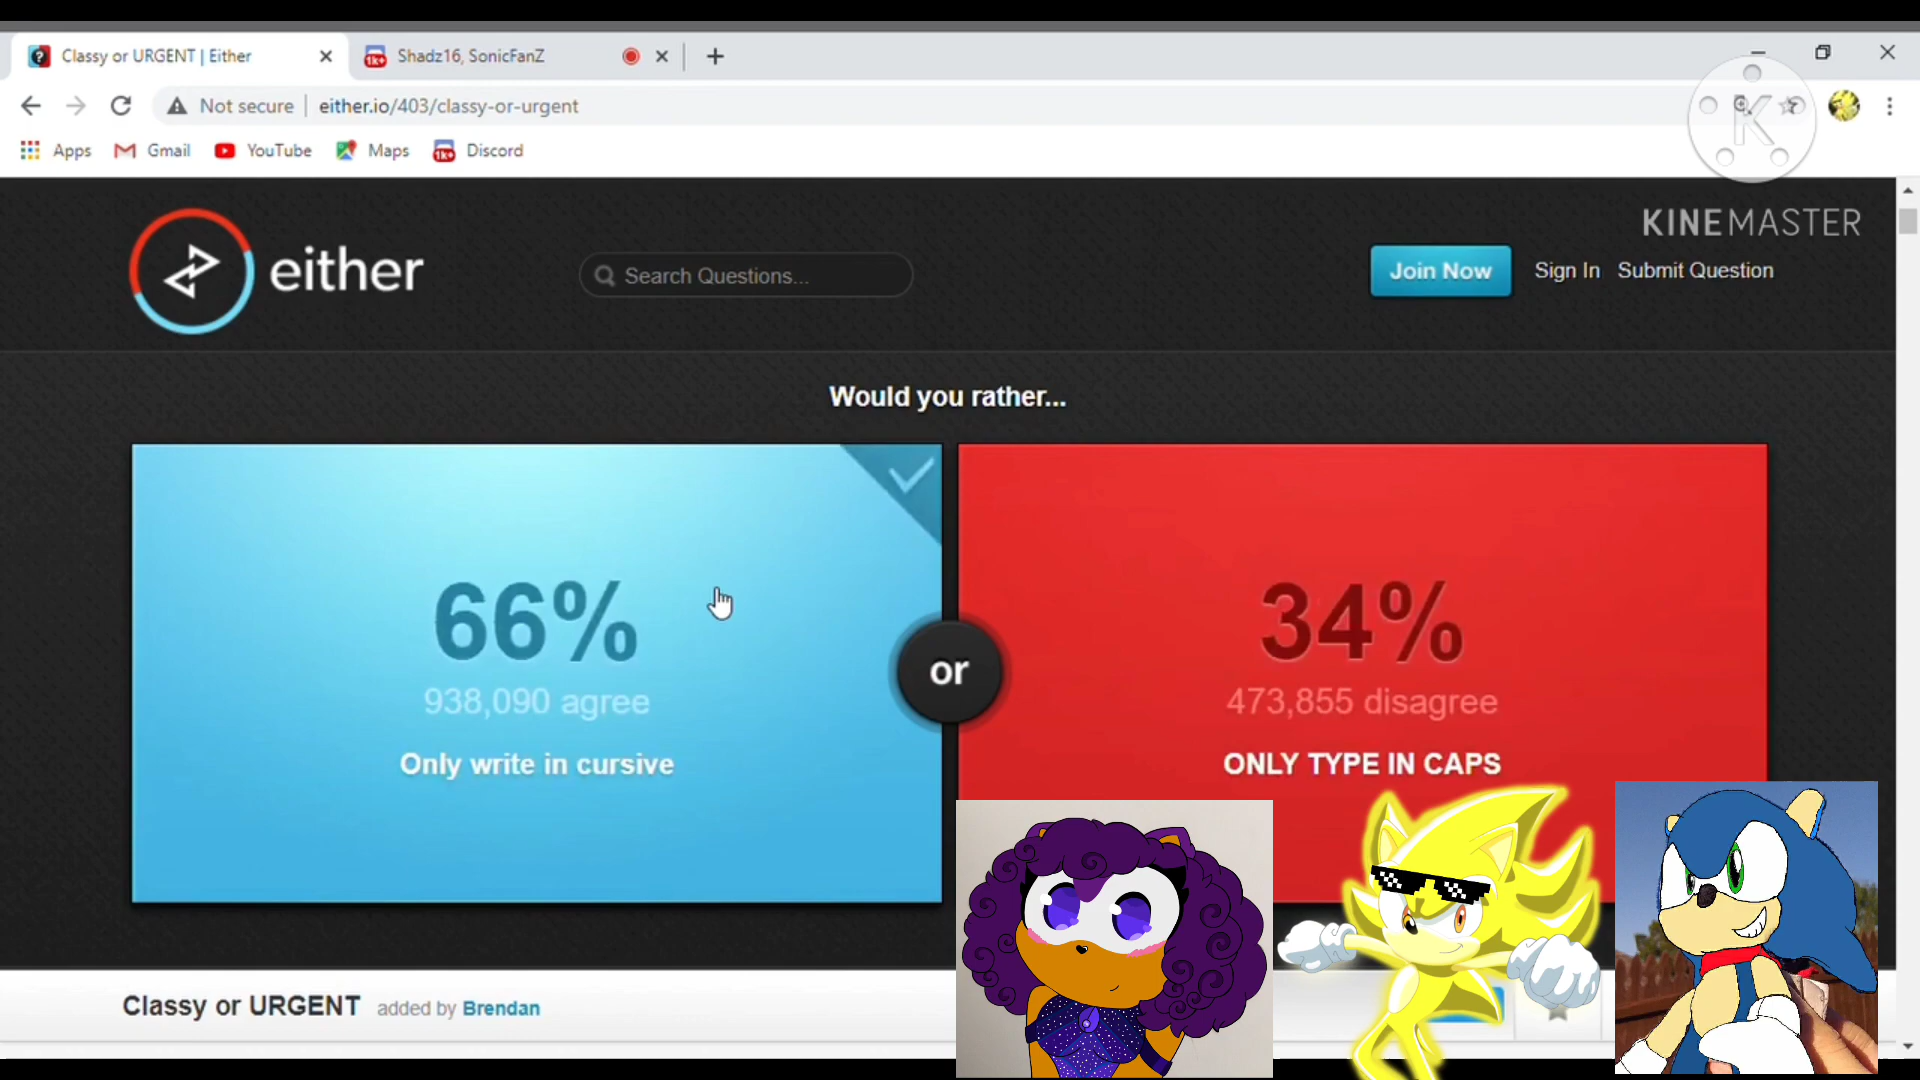 Classy or URGENT | Either
1K+
Shadz16, SonicFanZ
Not secure
either.io/403/classy-or-urgent
K
Apps
Gmail
YouTube
Maps
1K+
Discord
KINEMASTER
either
Search Questions...
Join Now
Sign In
Submit Question
Would you rather...
66%
34%
938,090 agree
or
473,855 disagree
Only write in cursive
ONLY TYPE IN CAPS
Classy or URGENT added by Brendan